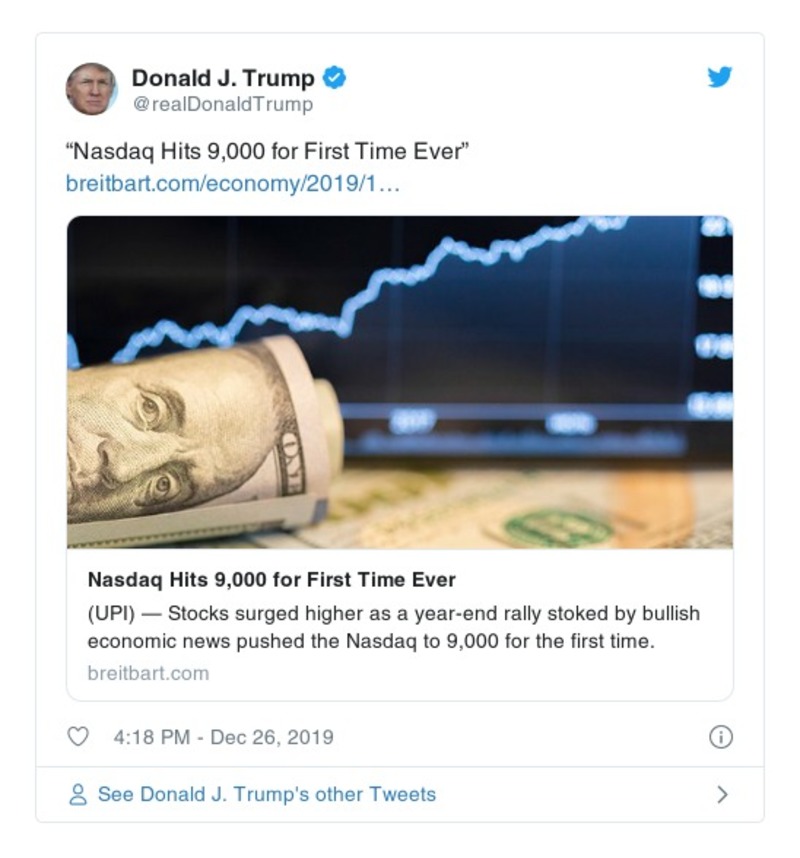 Donald J. Trump
@realDonaldTrump
“Nasdaq Hits 9,000 for First Time Ever”
breitbart.com/economy/2019/1…
Nasdaq Hits 9,000 for First Time Ever
(UPI) — Stocks surged higher as a year-end rally stoked by bullish
economic news pushed the Nasdaq to 9,000 for the first time.
breitbart.com
4:18 PM - Dec 26, 2019
See Donald J. Trump's other Tweets